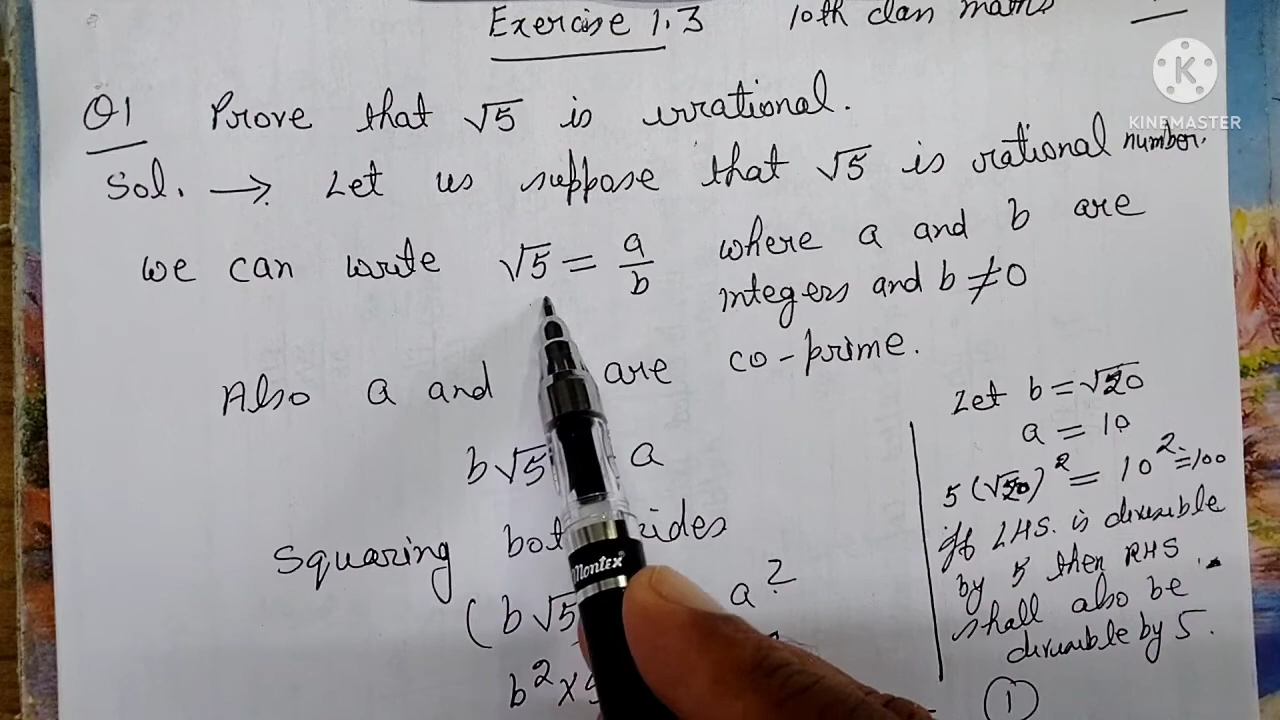 Exercise 1.3 10th clan maths
KINEMASTER
Q1 Prove that √5 is irrational.
Sol. → Let us suppose that √5 is rational number.
we can write √5 = a/b where a and b are
integers and b ≠ 0
Also a and are co-prime.
b√5 a
Squaring bot sides
(b√5 a²
b² x 5
Let b = √20
a = 10
5(√20)² = 10² = 100
If LHS. is divisible
by 5 then RHS
shall also be
divisible by 5.
1
Montex